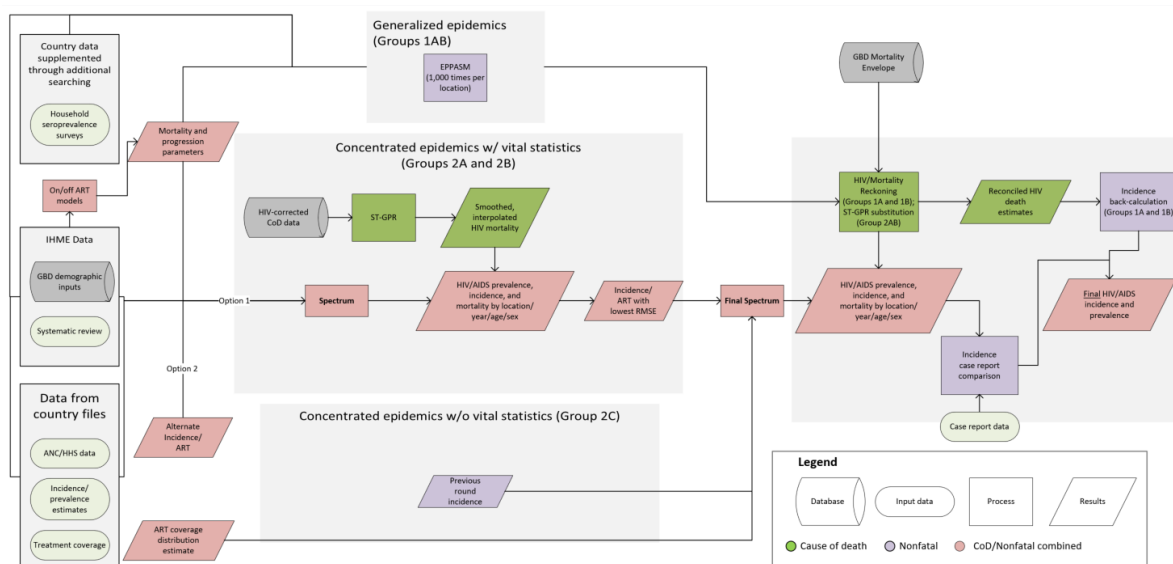 Country data
supplemented
through additional
searching
Household
seroprevalence
surveys
On/off ART
models
Mortality and
progression
parameters
IHME Data
GBD demographic
inputs
Systematic review
Data from
country files
ANC/HHS data
Incidence/
prevalence
estimates
Treatment coverage
Option 1
Option 2
Alternate
Incidence/
ART
ART coverage
distribution
estimate
Generalized epidemics
(Groups 1AB)
EPPASM
(1,000 times per
location)
Concentrated epidemics w/ vital statistics
(Groups 2A and 2B)
HIV-corrected
CoD data
ST-GPR
Smoothed,
interpolated
HIV mortality
Spectrum
HIV/AIDS prevalence,
incidence, and
mortality by location/
year/age/sex
Incidence/
ART with
lowest RMSE
Final Spectrum
Concentrated epidemics w/o vital statistics (Group 2C)
Previous
round
incidence
GBD Mortality
Envelope
HIV/Mortality
Reckoning
(Groups 1A and 1B);
ST-GPR substitution
(Group 2AB)
Reconciled HIV
death
estimates
Incidence
back-calculation
(Groups 1A and 1B)
HIV/AIDS prevalence,
incidence, and
mortality by location/
year/age/sex
Final HIV/AIDS
incidence and
prevalence
Incidence
case report
comparison
Case report data
Legend
Database
Input data
Process
Results
Cause of death
Nonfatal
CoD/Nonfatal combined